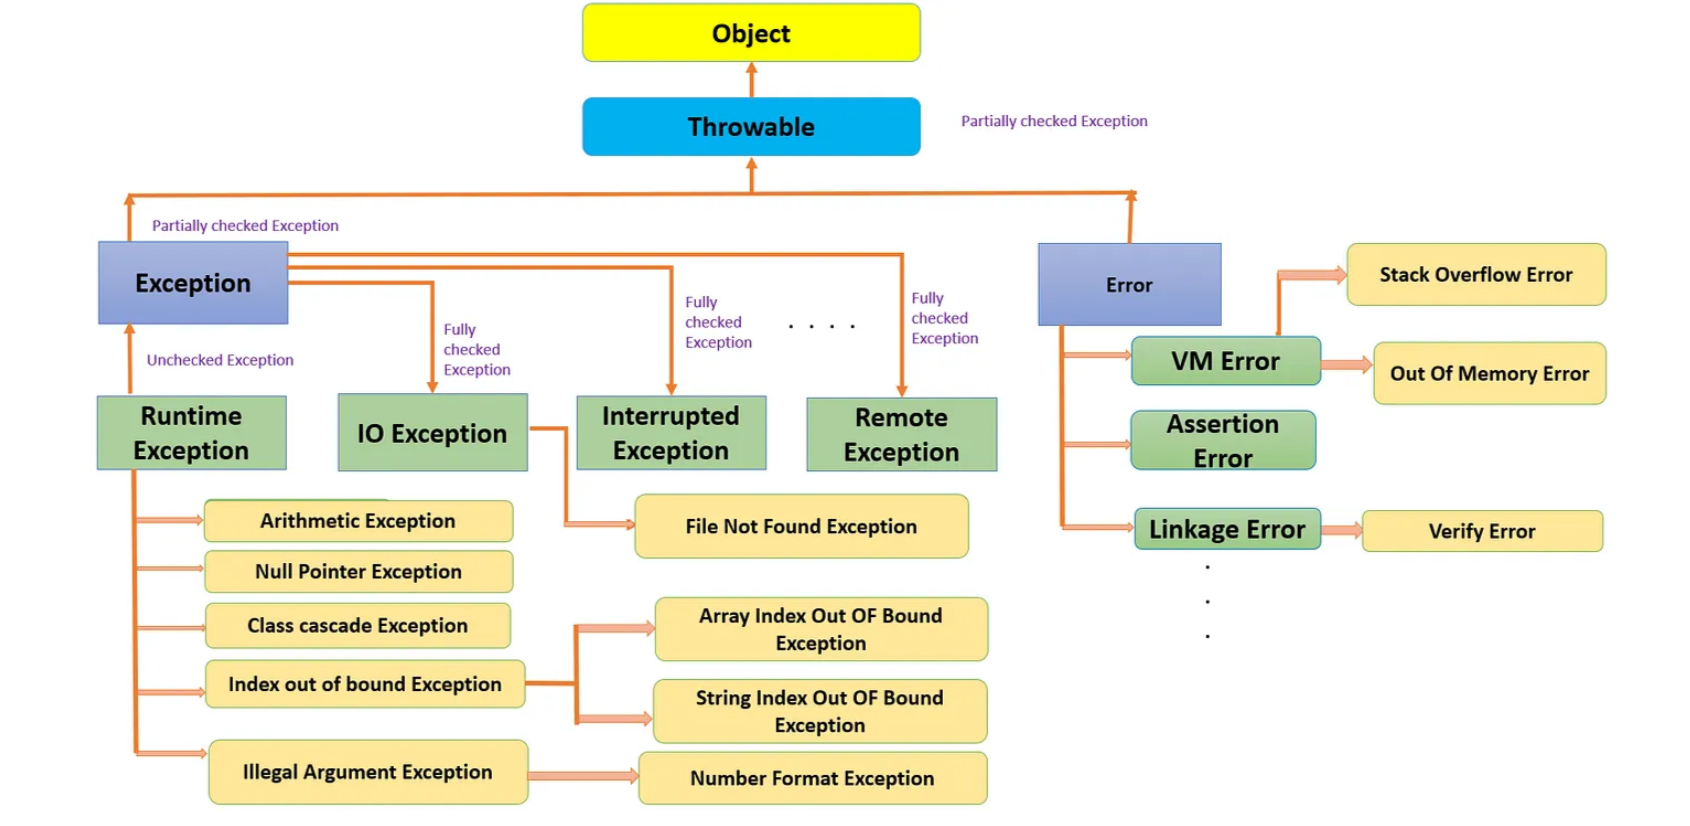 Object
Throwable
Partially checked Exception
Partially checked Exception
Exception
Error
Stack Overflow Error
Fully
checked
Exception
Fully
checked
Exception
. . . .
Fully
checked
Exception
Unchecked Exception
VM Error
Out Of Memory Error
Runtime
Exception
IO Exception
Interrupted
Exception
Remote
Exception
Assertion
Error
Arithmetic Exception
File Not Found Exception
Linkage Error
Verify Error
.
.
.
Null Pointer Exception
Class cascade Exception
Array Index Out OF Bound
Exception
Index out of bound Exception
String Index Out OF Bound
Exception
Illegal Argument Exception
Number Format Exception